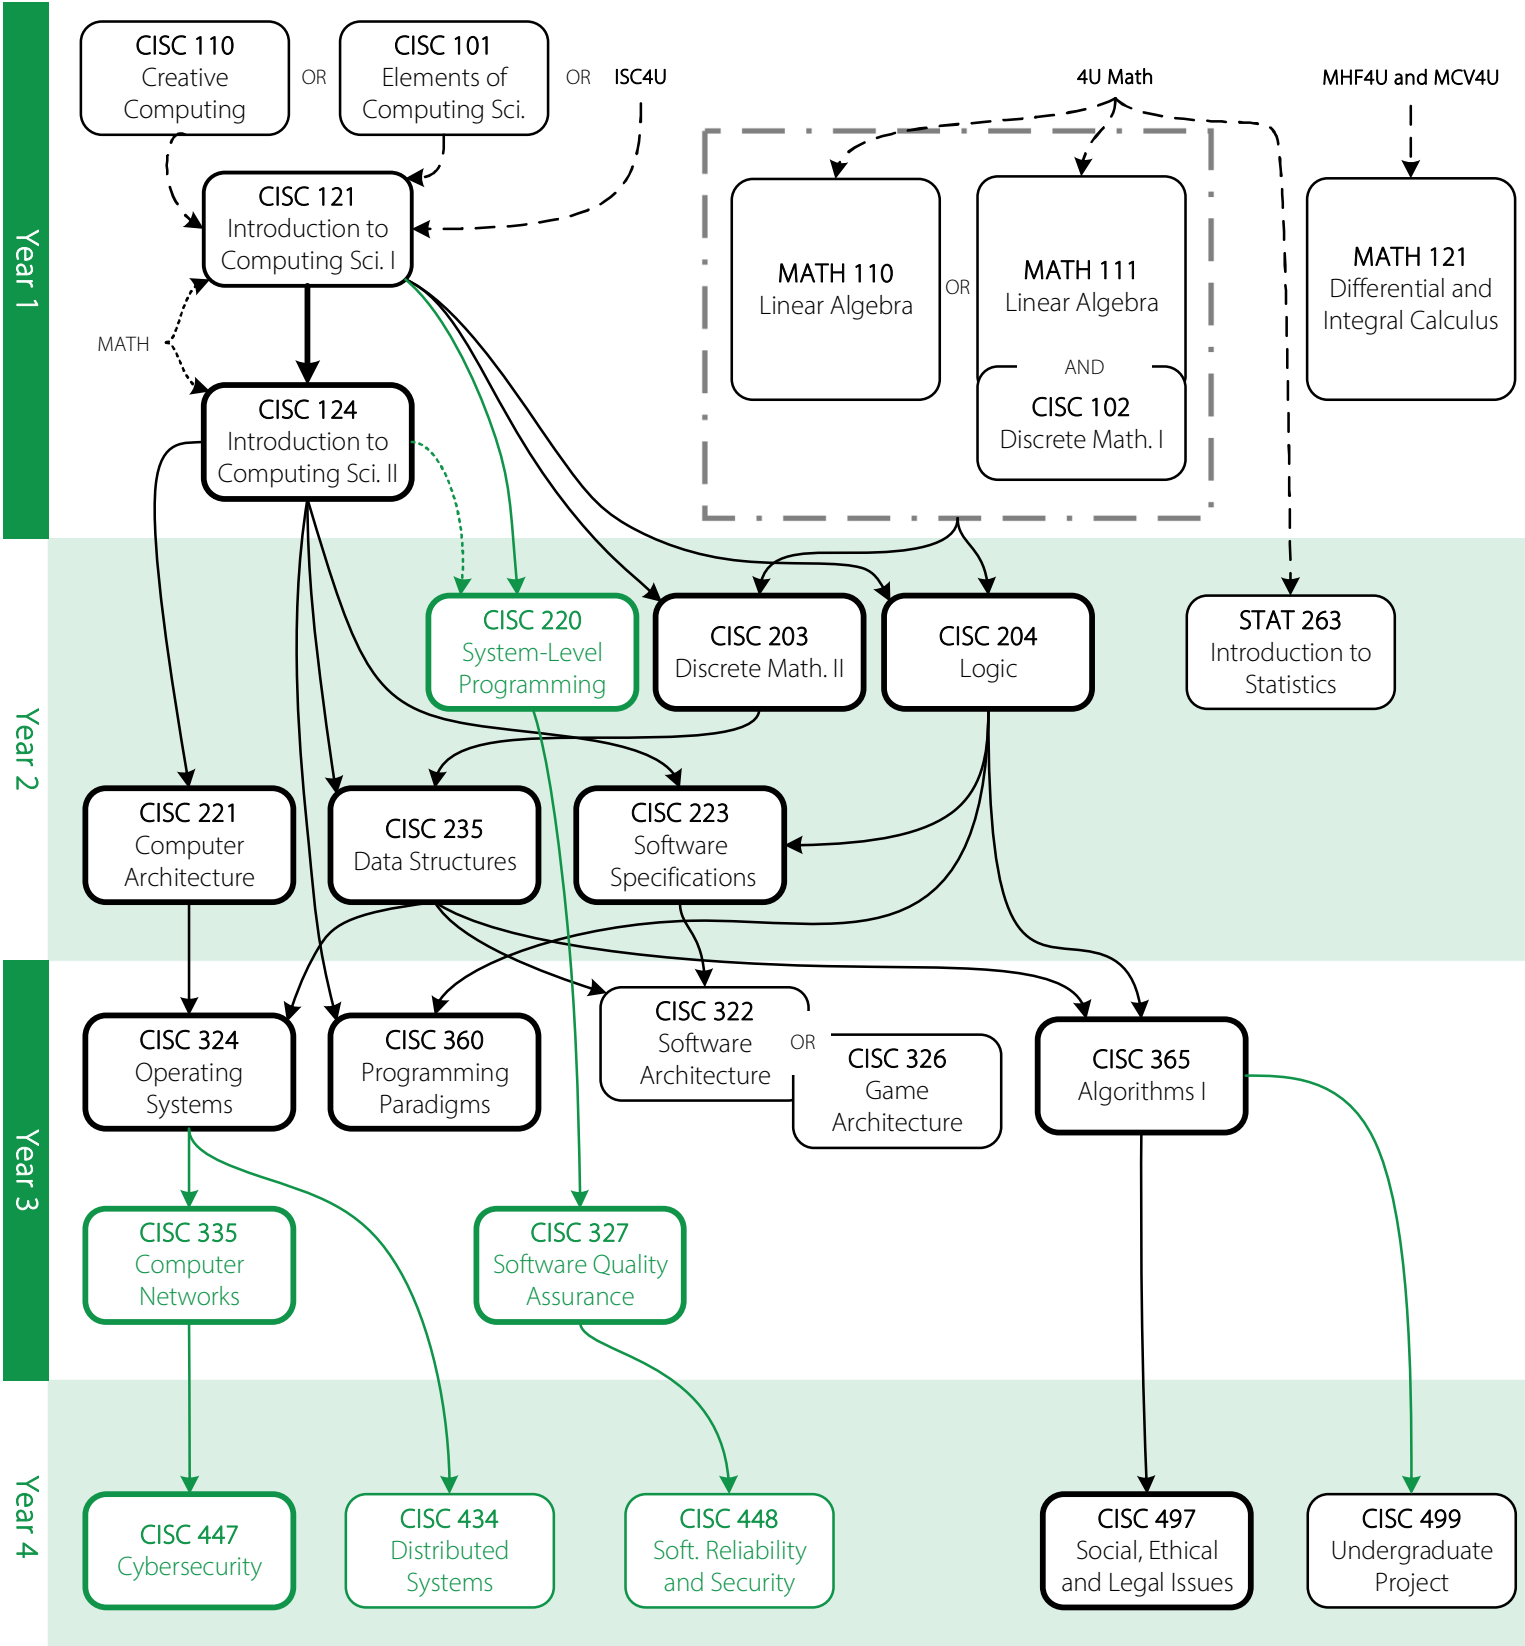 Year 1
CISC 110
Creative
Computing
OR
CISC 101
Elements of
Computing Sci.
OR
ISC4U
4U Math
MHF4U and MCV4U
CISC 121
Introduction to
Computing Sci. I
MATH
CISC 124
Introduction to
Computing Sci. II
MATH 110
Linear Algebra
OR
MATH 111
Linear Algebra
AND
CISC 102
Discrete Math. I
MATH 121
Differential and
Integral Calculus
Year 2
CISC 220
System-Level
Programming
CISC 203
Discrete Math. II
CISC 204
Logic
STAT 263
Introduction to
Statistics
CISC 221
Computer
Architecture
CISC 235
Data Structures
CISC 223
Software
Specifications
Year 3
CISC 324
Operating
Systems
CISC 360
Programming
Paradigms
CISC 322
Software
Architecture
OR
CISC 326
Game
Architecture
CISC 365
Algorithms I
CISC 335
Computer
Networks
CISC 327
Software Quality
Assurance
Year 4
CISC 447
Cybersecurity
CISC 434
Distributed
Systems
CISC 448
Soft. Reliability
and Security
CISC 497
Social, Ethical
and Legal Issues
CISC 499
Undergraduate
Project